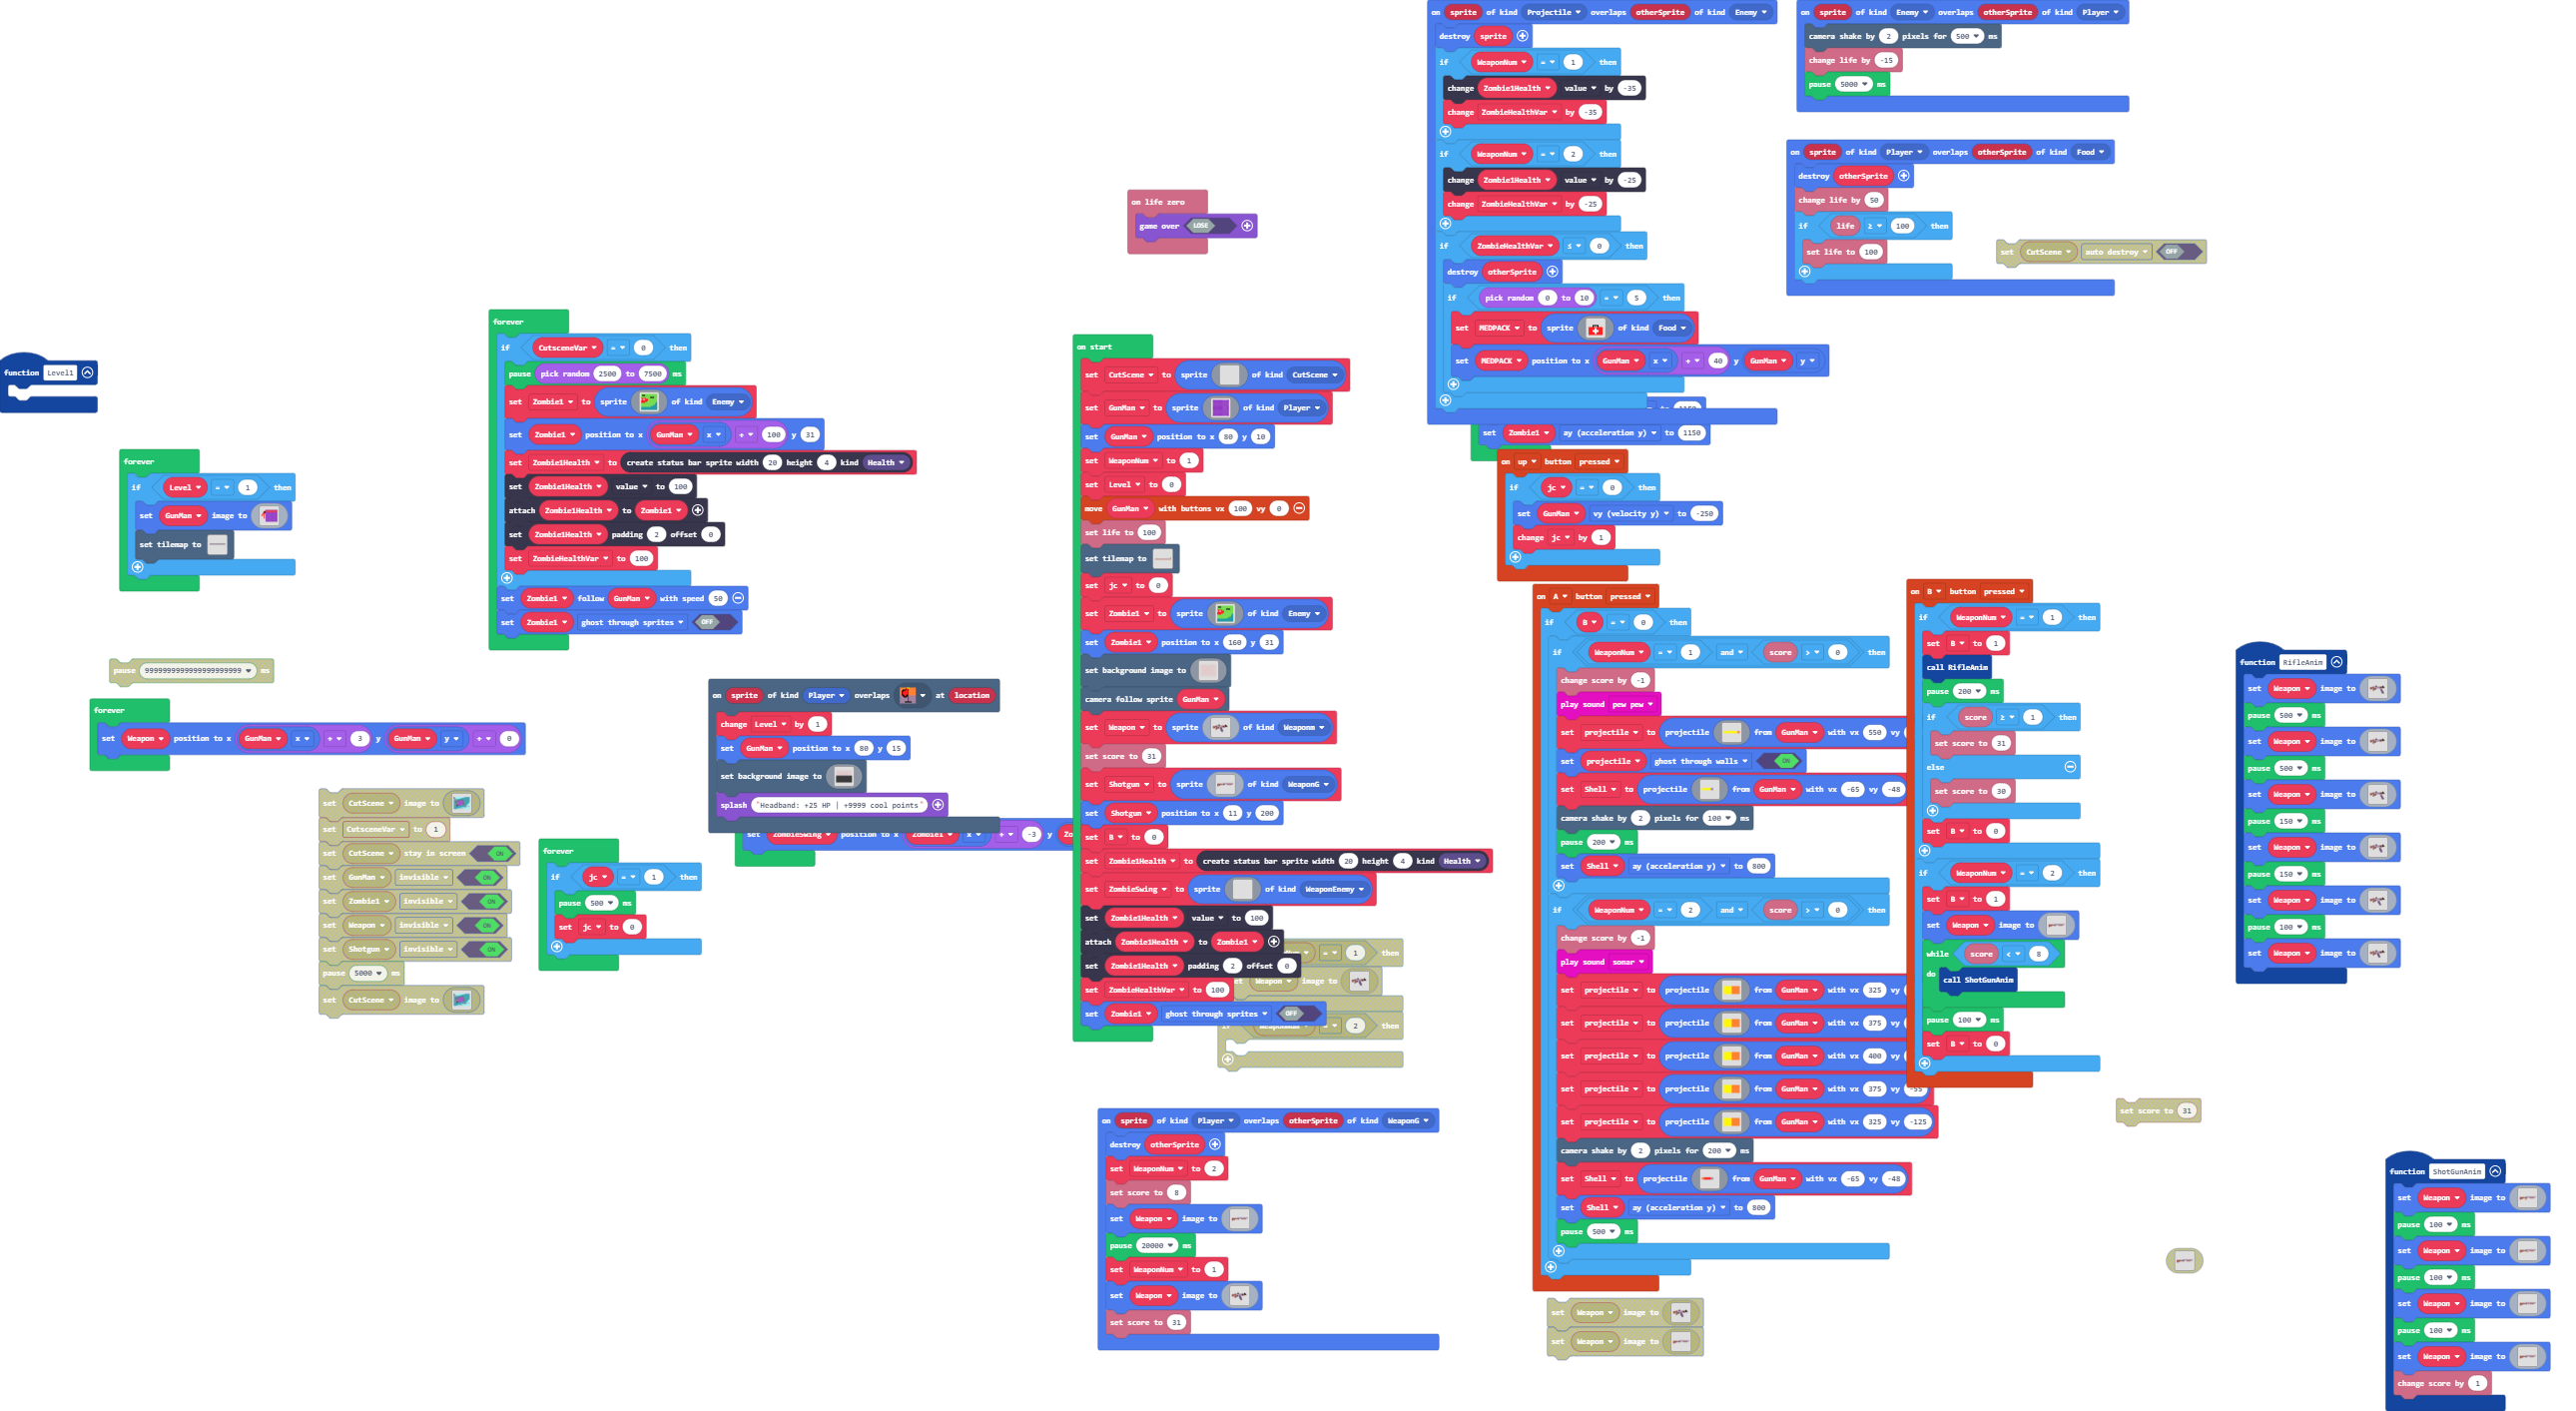 function Level1
forever
if Level = 1 then
set GunMan image to
set tilemap to
pause 9999999999999999999999 ms
forever
set Weapon position to x GunMan x + 3 y GunMan y + 0
set CutScene image to
set CutsceneVar to 1
set CutScene stay in screen ON
set GunMan invisible ON
set Zombie1 invisible ON
set Weapon invisible ON
set Shotgun invisible ON
pause 5000 ms
set CutScene image to
forever
if CutsceneVar = 0 then
pause pick random 2500 to 7500 ms
set Zombie1 to sprite of kind Enemy
set Zombie1 position to x GunMan x + 100 y 31
set Zombie1Health to create status bar sprite width 20 height 4 kind Health
set Zombie1Health value to 100
attach Zombie1Health to Zombie1
set Zombie1Health padding 2 offset 0
set ZombieHealthVar to 100
set Zombie1 follow GunMan with speed 50
set Zombie1 ghost through sprites OFF
forever
if jc = 1 then
pause 500 ms
set jc to 0
on sprite of kind Player overlaps at location
change Level by 1
set GunMan position to x 80 y 15
set background image to
splash "Headband: +25 HP | +9999 cool points"
set ZombieSwing position to x Zombie1 x + -3 y Zo
on life zero
game over LOSE
on start
set CutScene to sprite of kind CutScene
set GunMan to sprite of kind Player
set GunMan position to x 80 y 10
set WeaponNum to 1
set Level to 0
move GunMan with buttons vx 100 vy 0
set life to 100
set tilemap to
set jc to 0
set Zombie1 to sprite of kind Enemy
set Zombie1 position to x 160 y 31
set background image to
camera follow sprite GunMan
set Weapon to sprite of kind Weaponm
set score to 31
set Shotgun to sprite of kind WeaponG
set Shotgun position to x 11 y 200
set B to 0
set Zombie1Health to create status bar sprite width 20 height 4 kind Health
set ZombieSwing to sprite of kind WeaponEnemy
set Zombie1Health value to 100
attach Zombie1Health to Zombie1
set Zombie1Health padding 2 offset 0
set ZombieHealthVar to 100
set Zombie1 ghost through sprites OFF
= 1 then
Weapon image to
if WeaponNum = 2 then
on sprite of kind Player overlaps otherSprite of kind WeaponG
destroy otherSprite
set WeaponNum to 2
set score to 8
set Weapon image to
pause 20000 ms
set WeaponNum to 1
set Weapon image to
set score to 31
on sprite of kind Projectile overlaps otherSprite of kind Enemy
destroy sprite
if WeaponNum = 1 then
change Zombie1Health value by -35
change ZombieHealthVar by -35
if WeaponNum = 2 then
change Zombie1Health value by -25
change ZombieHealthVar by -25
if ZombieHealthVar ≤ 0 then
destroy otherSprite
if pick random 0 to 10 = 5 then
set MEDPACK to sprite of kind Food
set MEDPACK position to x GunMan x + 40 y GunMan y
set Zombie1 ay (acceleration y) to 1150
on up button pressed
if jc = 0 then
set GunMan vy (velocity y) to -250
change jc by 1
on A button pressed
if B = 0 then
if WeaponNum = 1 and score > 0 then
change score by -1
play sound pew pew
set projectile to projectile from GunMan with vx 550 vy
set projectile ghost through walls ON
set Shell to projectile from GunMan with vx -65 vy -48
camera shake by 2 pixels for 100 ms
pause 200 ms
set Shell ay (acceleration y) to 800
if WeaponNum = 2 and score > 0 then
change score by -1
play sound sonar
set projectile to projectile from GunMan with vx 325 vy
set projectile to projectile from GunMan with vx 375 vy
set projectile to projectile from GunMan with vx 400 vy
set projectile to projectile from GunMan with vx 375 vy
set projectile to projectile from GunMan with vx 325 vy -125
camera shake by 2 pixels for 200 ms
set Shell to projectile from GunMan with vx -65 vy -48
set Shell ay (acceleration y) to 800
pause 500 ms
set Weapon image to
set Weapon image to
on sprite of kind Enemy overlaps otherSprite of kind Player
camera shake by 2 pixels for 500 ms
change life by -15
pause 5000 ms
on sprite of kind Player overlaps otherSprite of kind Food
destroy otherSprite
change life by 50
if life ≥ 100 then
set life to 100
set CutScene auto destroy OFF
on B button pressed
if WeaponNum = 1 then
set B to 1
call RifleAnim
pause 200 ms
if score ≥ 1 then
set score to 31
else
set score to 30
set B to 0
if WeaponNum = 2 then
set B to 1
set Weapon image to
while score < 8
do call ShotGunAnim
pause 100 ms
set B to 0
set score to 31
function RifleAnim
set Weapon image to
pause 500 ms
set Weapon image to
pause 500 ms
set Weapon image to
pause 150 ms
set Weapon image to
pause 150 ms
set Weapon image to
pause 100 ms
set Weapon image to
function ShotGunAnim
set Weapon image to
pause 100 ms
set Weapon image to
pause 100 ms
set Weapon image to
pause 100 ms
set Weapon image to
change score by 1